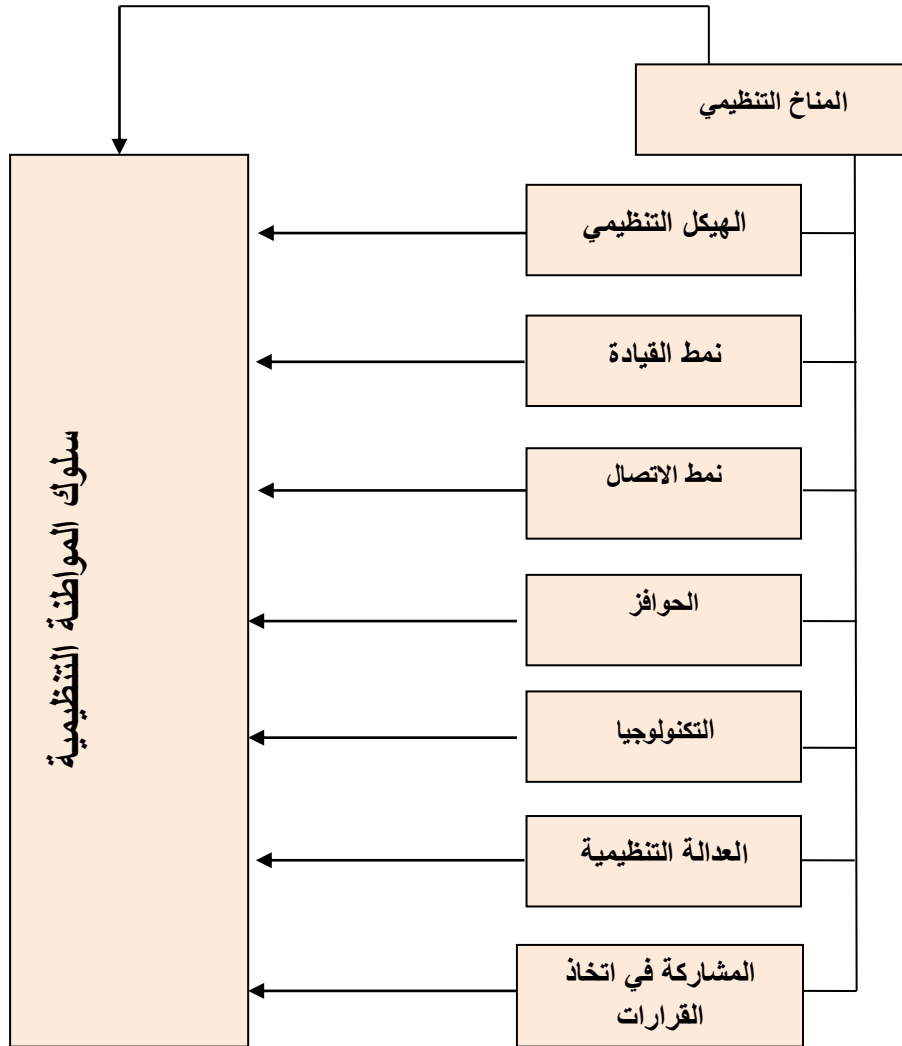 المناخ التنظيمي
الهيكل التنظيمي
نمط القيادة
نمط الاتصال
الحوافز
التكنولوجيا
العدالة التنظيمية
المشاركة في اتخاذ
القرارات
سلوك المواطنة التنظيمية